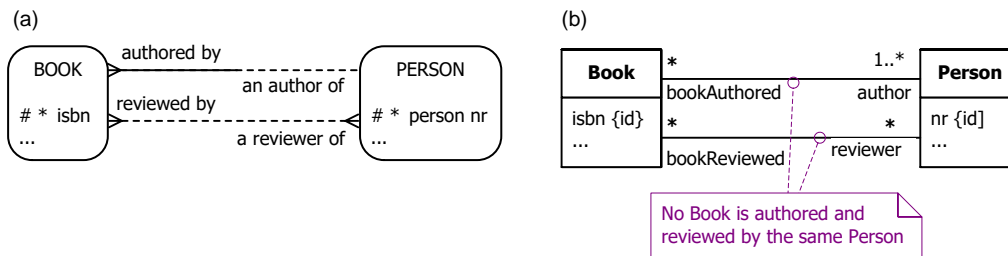 (a)
authored by
BOOK
PERSON
an author of
# * isbn
reviewed by
# * person nr
...
a reviewer of
...
(b)
Book
*
1..*
Person
bookAuthored
author
isbn {id}
*
*
nr {id]
...
bookReviewed
reviewer
...
No Book is authored and
reviewed by the same Person